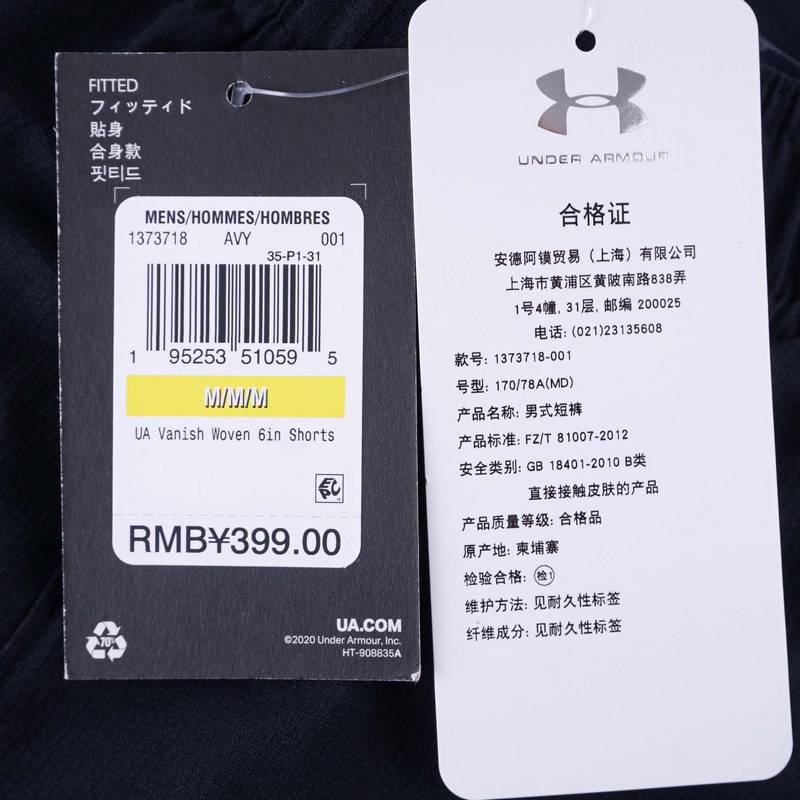 FITTED
フィッティド
貼身
合身款
핏티드
MENS/HOMMES/HOMBRES
1373718 AVY 001
35-P1-31
1 95253 51059 5
M/M/M
UA Vanish Woven 6in Shorts
EPC
RMB¥399.00
70%
UA.COM
©2020 Under Armour, Inc.
HT-908835A
UNDER ARMOUR
合格证
安德阿镆贸易（上海）有限公司
上海市黄浦区黄陂南路838弄
1号4幢, 31层, 邮编 200025
电话: (021)23135608
款号: 1373718-001
号型: 170/78A(MD)
产品名称: 男式短裤
产品标准: FZ/T 81007-2012
安全类别: GB 18401-2010 B类
直接接触皮肤的产品
产品质量等级: 合格品
原产地: 柬埔寨
检验合格: 检1
维护方法: 见耐久性标签
纤维成分: 见耐久性标签